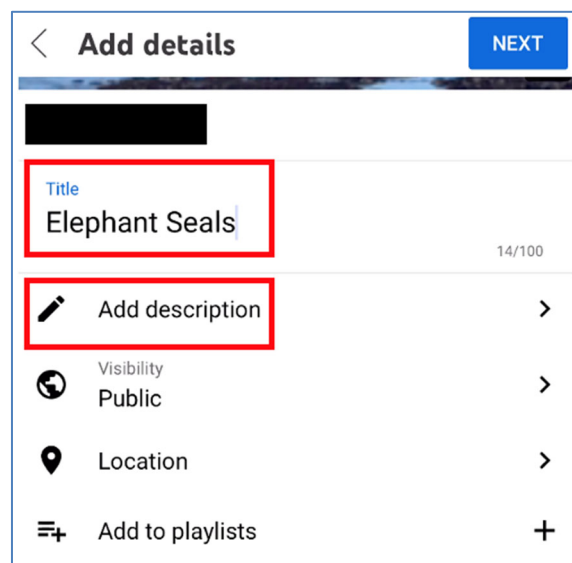 Add details
NEXT
Title
Elephant Seals
14/100
Add description
Visibility
Public
Location
Add to playlists